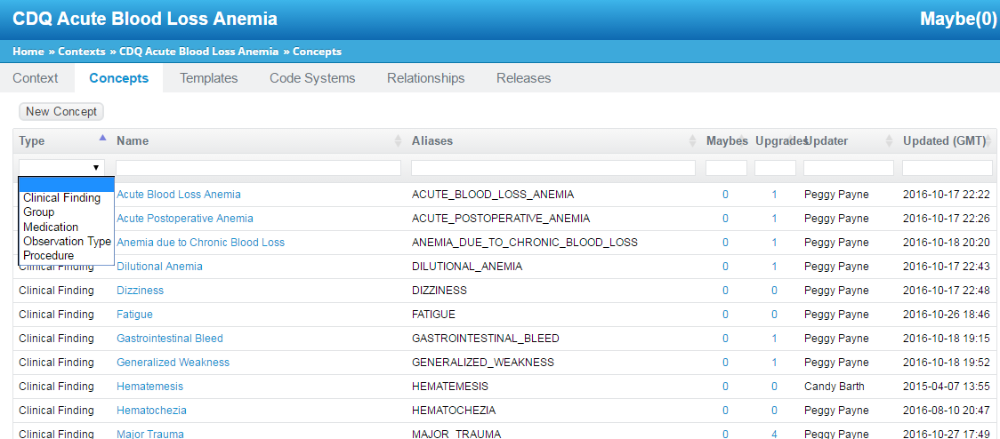 CDQ Acute Blood Loss Anemia Maybe(0)
Home » Contexts » CDQ Acute Blood Loss Anemia » Concepts
Context Concepts Templates Code Systems Relationships Releases
New Concept
Type Name Aliases Maybes Upgrades Updater Updated (GMT)
Acute Blood Loss Anemia ACUTE_BLOOD_LOSS_ANEMIA 0 1 Peggy Payne 2016-10-17 22:22
Clinical Finding
Group
Acute Postoperative Anemia ACUTE_POSTOPERATIVE_ANEMIA 0 1 Peggy Payne 2016-10-17 22:26
Medication
Observation Type
Anemia due to Chronic Blood Loss ANEMIA_DUE_TO_CHRONIC_BLOOD_LOSS 0 1 Peggy Payne 2016-10-18 20:20
Procedure
Clinical Finding Dilutional Anemia DILUTIONAL_ANEMIA 0 1 Peggy Payne 2016-10-17 22:43
Clinical Finding Dizziness DIZZINESS 0 0 Peggy Payne 2016-10-17 22:48
Clinical Finding Fatigue FATIGUE 0 0 Peggy Payne 2016-10-26 18:46
Clinical Finding Gastrointestinal Bleed GASTROINTESTINAL_BLEED 0 1 Peggy Payne 2016-10-18 19:15
Clinical Finding Generalized Weakness GENERALIZED_WEAKNESS 0 1 Peggy Payne 2016-10-18 19:52
Clinical Finding Hematemesis HEMATEMESIS 0 0 Candy Barth 2015-04-07 13:55
Clinical Finding Hematochezia HEMATOCHEZIA 0 0 Peggy Payne 2016-08-10 20:47
Clinical Finding Major Trauma MAJOR_TRAUMA 0 4 Peggy Payne 2016-10-27 17:49